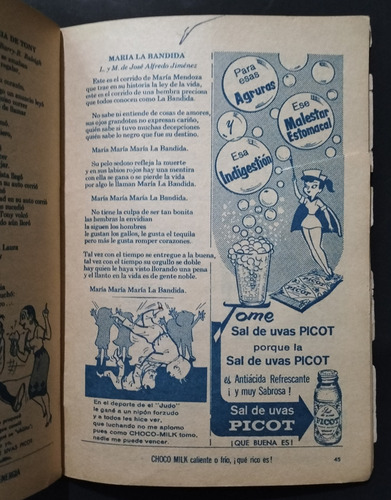 IA DE TONY
MARIA LA BANDIDA
L. y M. de José Alfredo Jiménez
Este es el corrido de María Mendoza
que trae en su historia la ley de la vida,
esté es el corrido de una hembra preciosa
que todos conocen como La Bandida.
No sabe ni entiende de cosas de amores,
sus ojos grandotes no expresan cariño,
quién sabe si tuvo muchas decepciones
quién sabe lo negro que fue su destino.
María María María La Bandida.
Su pelo sedoso refleja la muerte
y en sus labios rojos hay una mentira
con ella se gana o se pierde la vida
por algo le llaman María La Bandida.
María María María La Bandida.
No tiene la culpa de ser tan bonita
las hombres la envidian
la siguen los hombres
le gustan los gallos, le gusta el tequila
pero más le gusta romper corazones.
Tal vez con el tiempo se entregue a la buena,
tal vez con el tiempo su orgullo se doble
hay quien le haya visto llorando una pena
y el llanto en la vida es de gente noble.
María María María La Bandida.
En el deporte de el "Judo"
le gané a un nipón forzudo
y a todos les hice ver,
que luchando no me aplomo
pues como CHOCO-MILK tomo,
nadie me puede vencer.
Para
esas
Agruras
Ese
Malestar
Estomacal
y
Esa
Indigestión
Tome
Sal de uvas PICOT
porque la
Sal de uvas PICOT
es Antiácida Refrescante
¡ y muy Sabrosa !
Sal de uvas
PICOT
¡QUE BUENA ES!
PICOT
CHOCO MILK caliente o frío, ¡qué rico es!
49
Laura